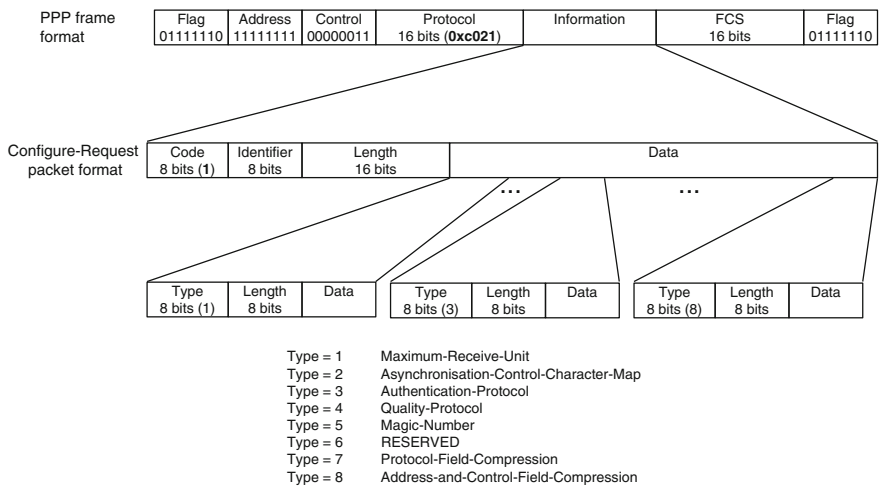 PPP frame format
Flag 01111110
Address 11111111
Control 00000011
Protocol 16 bits (0xc021)
Information
FCS 16 bits
Flag 01111110
Configure-Request packet format
Code 8 bits (1)
Identifier 8 bits
Length 16 bits
Data
...
...
Type 8 bits (1)
Length 8 bits
Data
Type 8 bits (3)
Length 8 bits
Data
Type 8 bits (8)
Length 8 bits
Data
Type = 1 Maximum-Receive-Unit
Type = 2 Asynchronisation-Control-Character-Map
Type = 3 Authentication-Protocol
Type = 4 Quality-Protocol
Type = 5 Magic-Number
Type = 6 RESERVED
Type = 7 Protocol-Field-Compression
Type = 8 Address-and-Control-Field-Compression